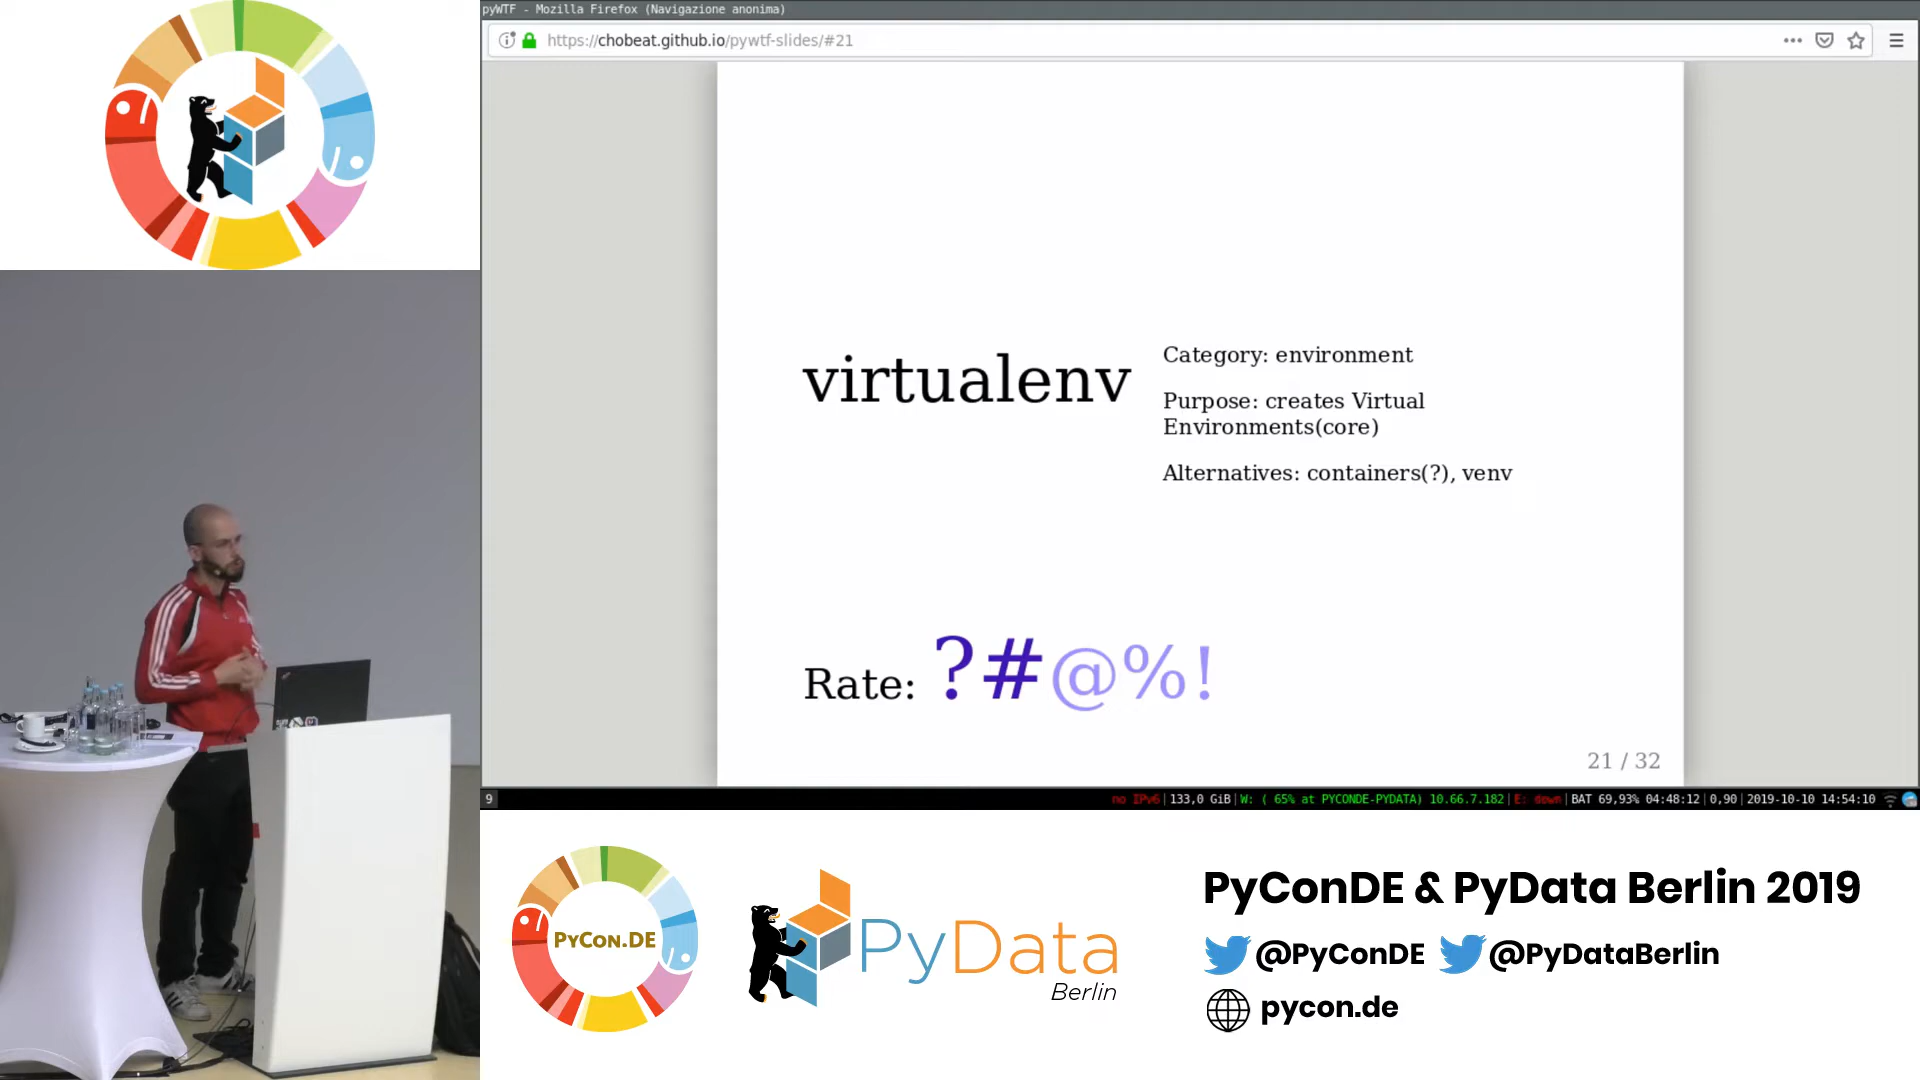 pyWTF - Mozilla Firefox (Navigazione anonima)
https://chobeat.github.io/pywtf-slides/#21
virtualenv
Category: environment
Purpose: creates Virtual
Environments(core)
Alternatives: containers(?), venv
Rate: ?#@%!
21 / 32
9
no IPv6|133,0 GiB|W: ( 65% at PYCONDE-PYDATA) 10.66.7.182|E: down|BAT 69,93% 04:48:12|0,90|2019-10-10 14:54:10
PYCON.DE
PyData
Berlin
PyConDE & PyData Berlin 2019
@PyConDE @PyDataBerlin
pycon.de